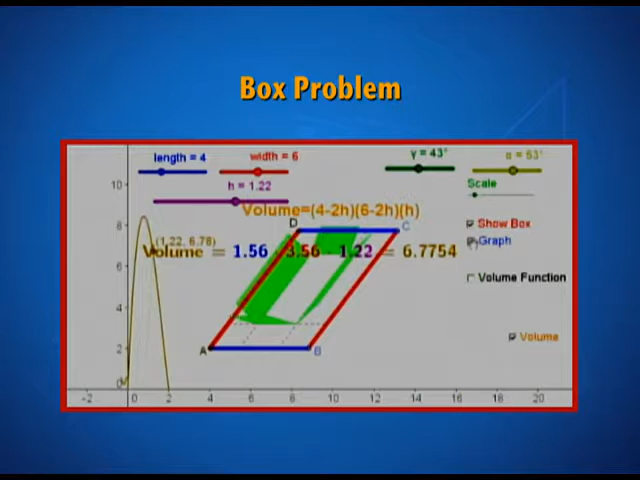 Box Problem
length = 4
width = 6
γ = 43°
α = 53°
h = 1.22
Scale
Volume=(4-2h)(6-2h)(h)
D
C
Show Box
Graph
(1.22, 6.78)
Volume = 1.56 · 3.56 · 1.22 = 6.7754
Volume Function
Volume
A
B
10
8
6
4
2
0
-2 0 2 4 6 8 10 12 14 16 18 20